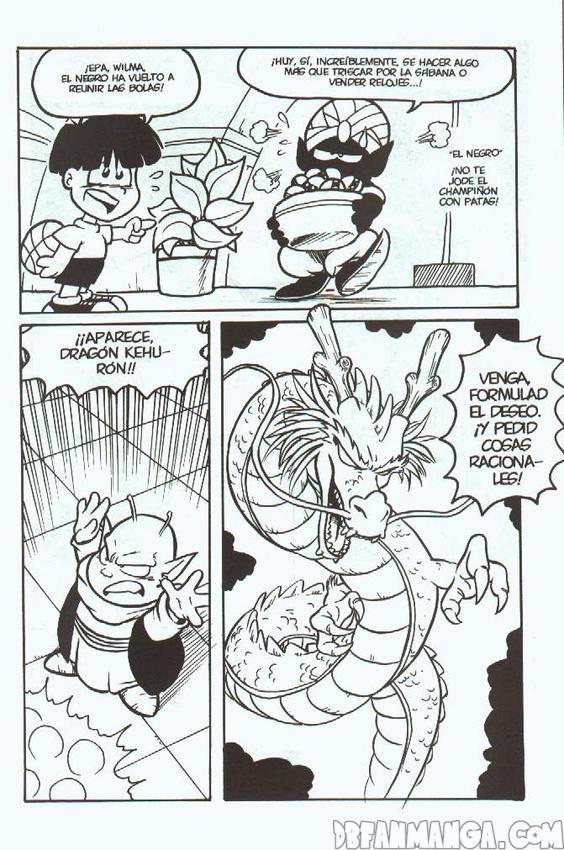 ¡EPA, WILMA,
EL NEGRO HA VUELTO A
REUNIR LAS BOLAS!
¡HUY, SÍ, INCREÍBLEMENTE, SE HACER ALGO
MAS QUE TRISCAR POR LA SABANA O
VENDER RELOJES...!
"EL NEGRO"
¡NO TE
JODE EL
CHAMPIÑÓN
CON PATAS!
¡¡APARECE,
DRAGÓN KEHU-
RÓN!!
VENGA,
FORMULAD
EL DESEO.
¡Y PEDID
COSAS
RACIONA-
LES!
DBFANMANGA.COM